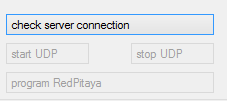 check server connection
start UDP stop UDP
program RedPitaya